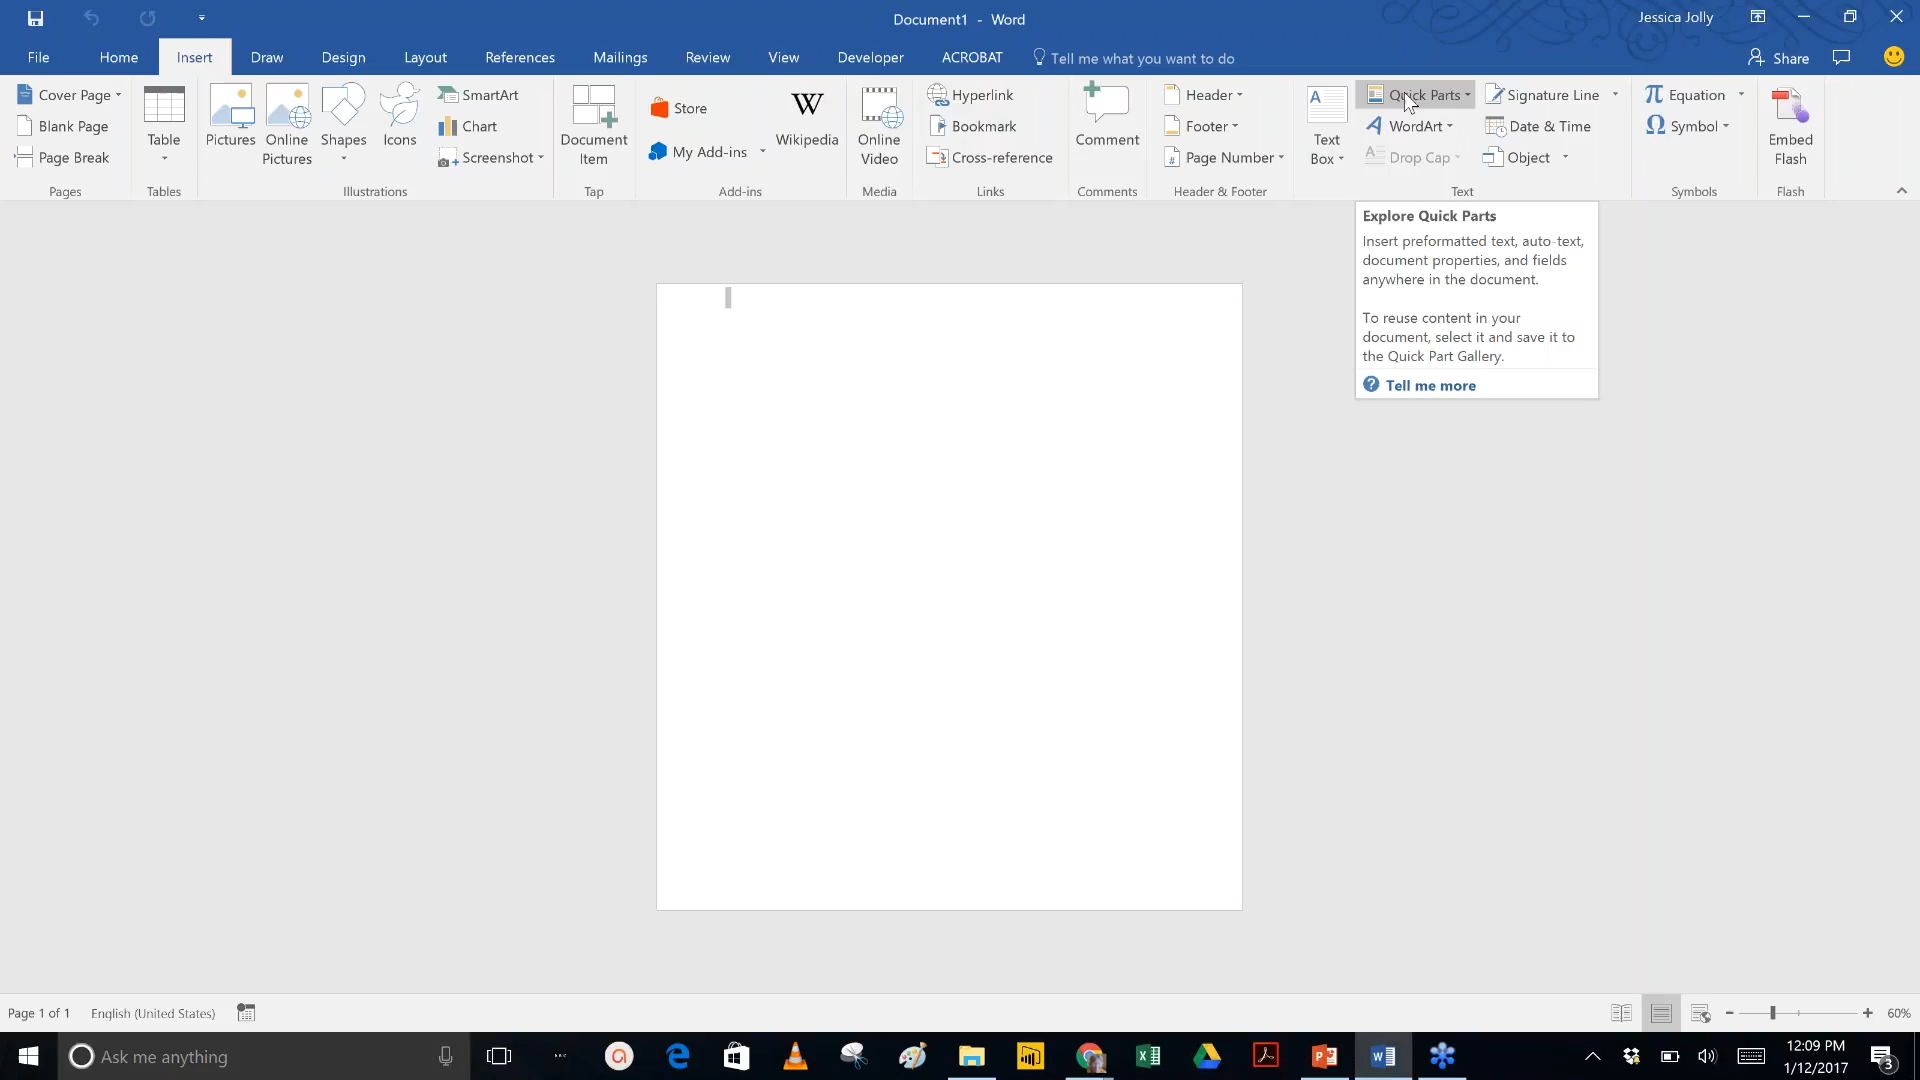 Document1 - Word
Jessica Jolly
File Home Insert Draw Design Layout References Mailings Review View Developer ACROBAT Tell me what you want to do Share
Cover Page
Blank Page
Page Break
Pages
Table
Tables
Pictures
Online
Pictures
Shapes
Icons
SmartArt
Chart
Screenshot
Illustrations
Document
Item
Tap
Store
My Add-ins
W
Wikipedia
Add-ins
Online
Video
Media
Hyperlink
Bookmark
Cross-reference
Links
Comment
Comments
Header
Footer
Page Number
Header & Footer
A
Text
Box
Quick Parts
WordArt
Drop Cap
Signature Line
Date & Time
Object
Text
π Equation
Ω Symbol
Symbols
Embed
Flash
Flash
Explore Quick Parts
Insert preformatted text, auto-text,
document properties, and fields
anywhere in the document.
To reuse content in your
document, select it and save it to
the Quick Part Gallery.
Tell me more
Page 1 of 1 English (United States)
60%
Ask me anything
12:09 PM
1/12/2017
3